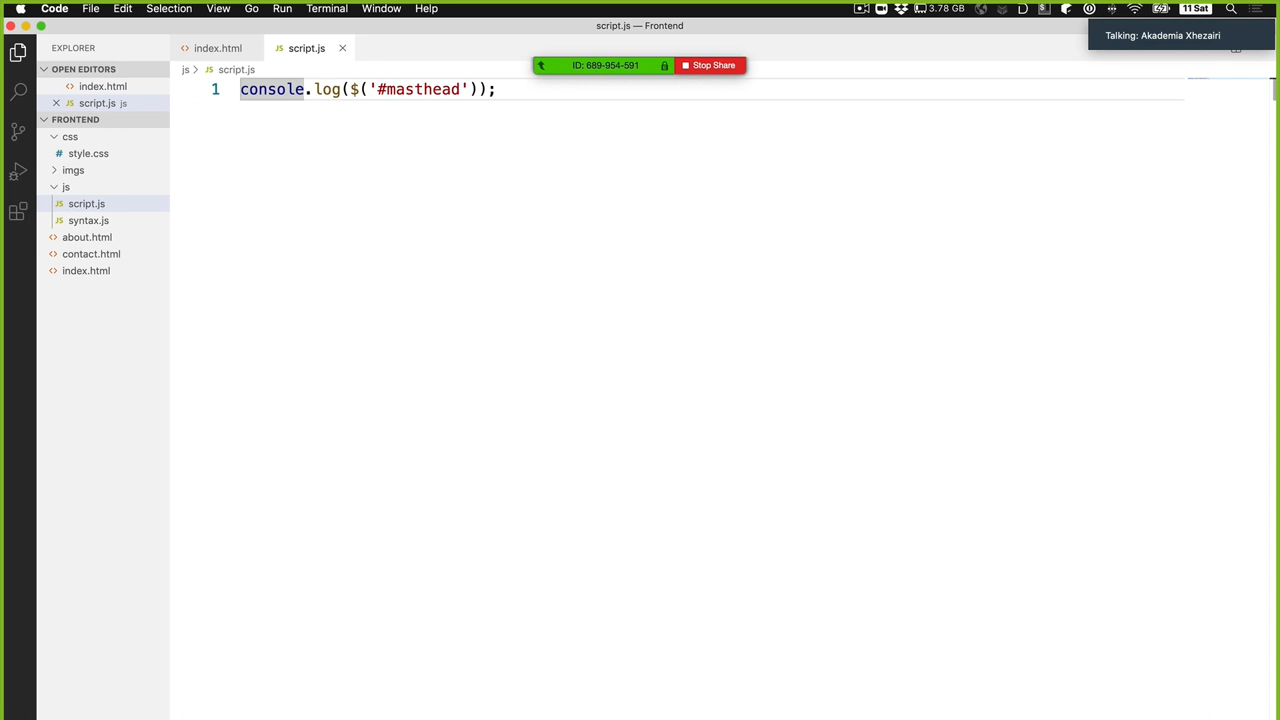 Code File Edit Selection View Go Run Terminal Window Help 3.78 GB 11 Sat
script.js — Frontend
Talking: Akademia Xhezairi
EXPLORER
index.html
script.js
ID: 689-954-591
Stop Share
OPEN EDITORS
js > script.js
index.html
script.js js
1 console.log($('#masthead'));
FRONTEND
css
style.css
imgs
js
script.js
syntax.js
about.html
contact.html
index.html